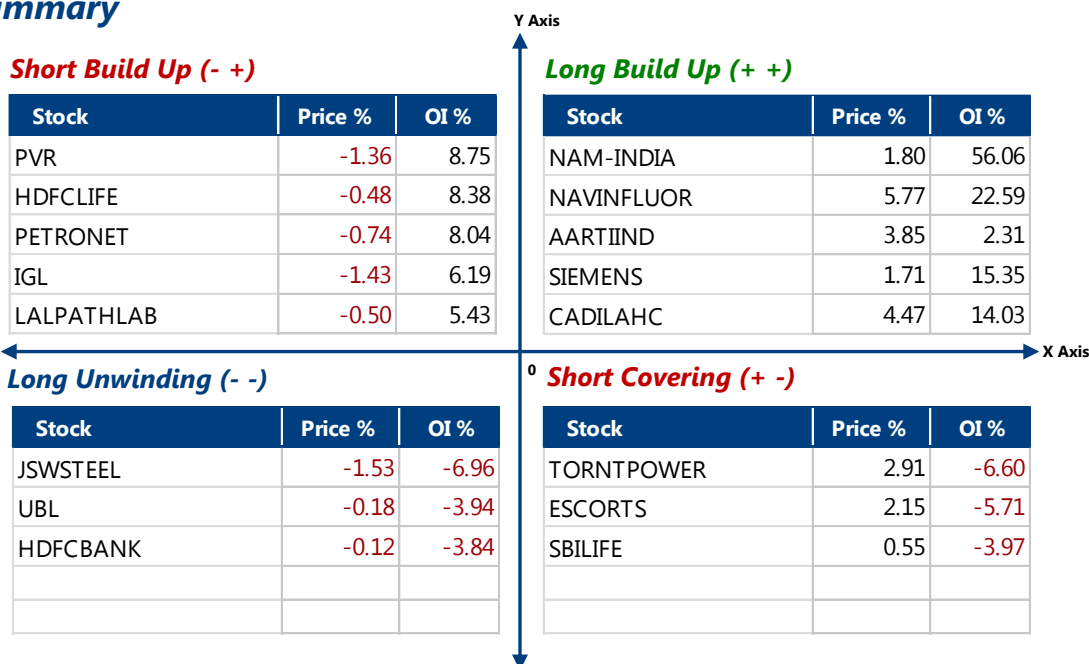 ummary
Y Axis
Short Build Up (- +)
Stock Price % OI %
PVR -1.36 8.75
HDFCLIFE -0.48 8.38
PETRONET -0.74 8.04
IGL -1.43 6.19
LALPATHLAB -0.50 5.43
Long Build Up (+ +)
Stock Price % OI %
NAM-INDIA 1.80 56.06
NAVINFLUOR 5.77 22.59
AARTIIND 3.85 2.31
SIEMENS 1.71 15.35
CADILAHC 4.47 14.03
X Axis
0
Long Unwinding (- -)
Stock Price % OI %
JSWSTEEL -1.53 -6.96
UBL -0.18 -3.94
HDFCBANK -0.12 -3.84
Short Covering (+ -)
Stock Price % OI %
TORNTPOWER 2.91 -6.60
ESCORTS 2.15 -5.71
SBILIFE 0.55 -3.97